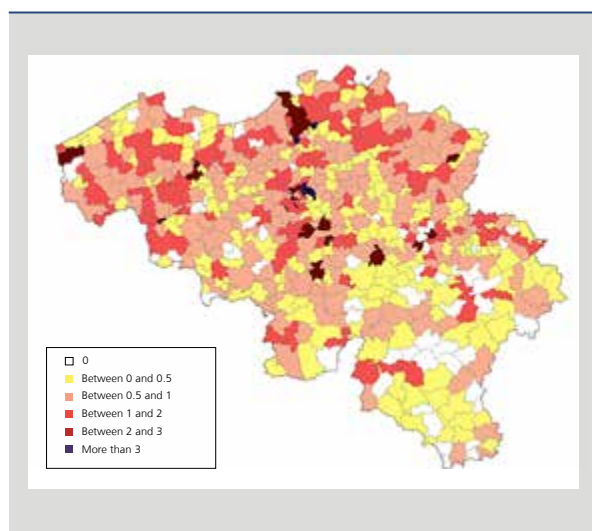 0
Between 0 and 0.5
Between 0.5 and 1
Between 1 and 2
Between 2 and 3
More than 3